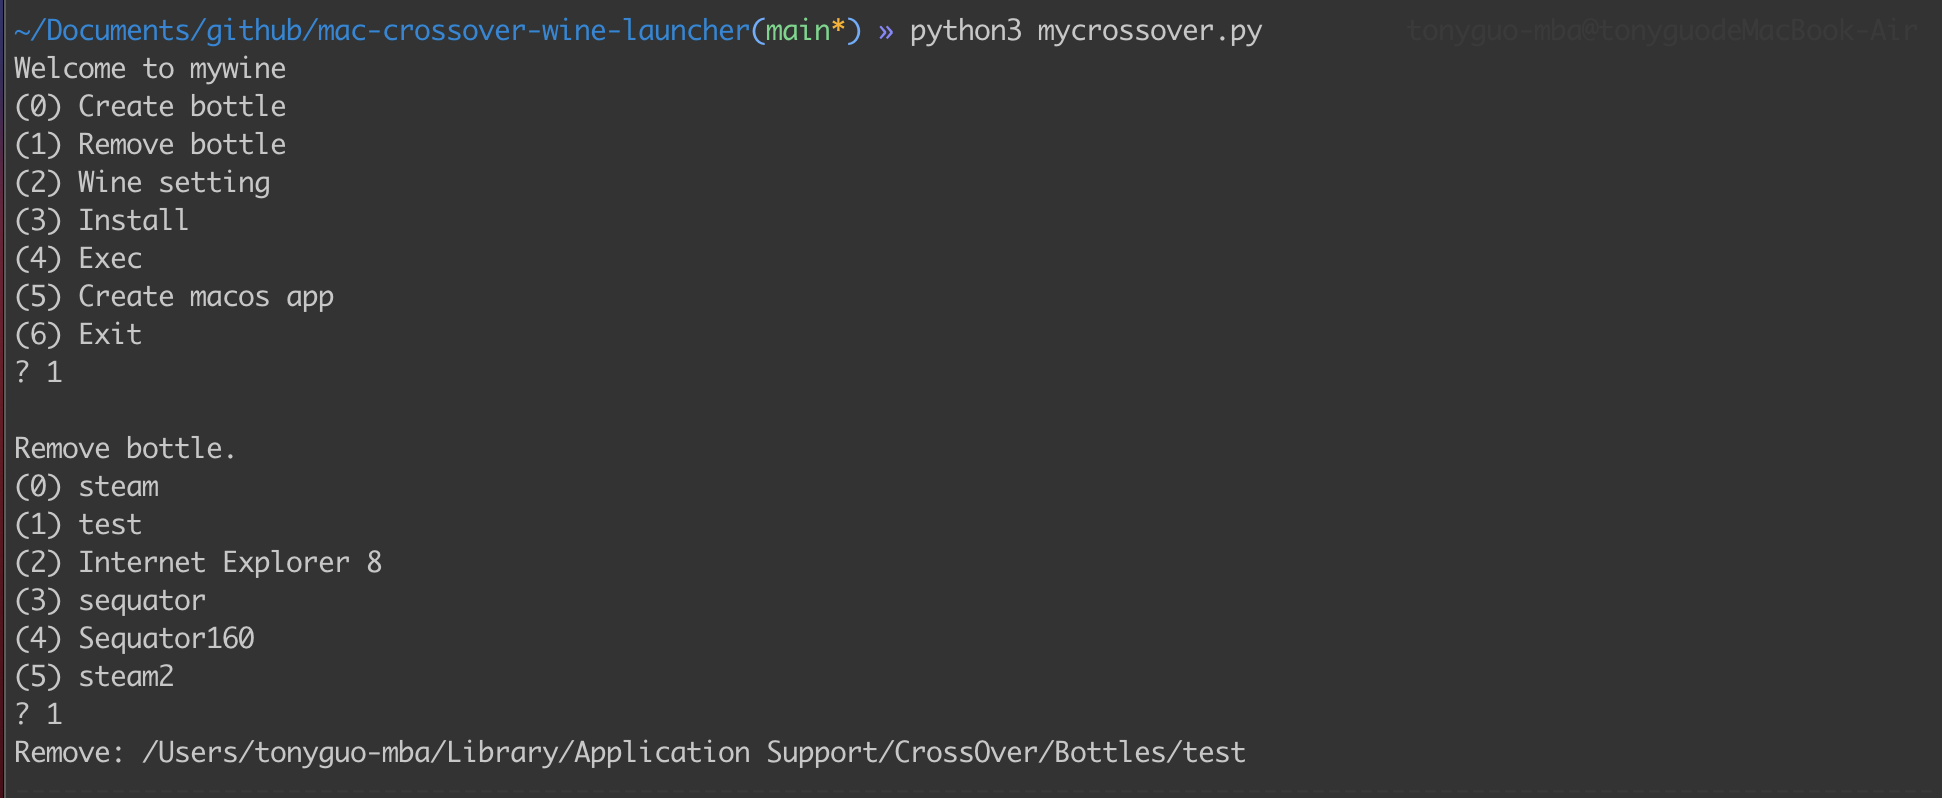 ~/Documents/github/mac-crossover-wine-launcher(main*) » python3 mycrossover.py tonyguo-mba@tonyguodeMacBook-Air
Welcome to mywine
(0) Create bottle
(1) Remove bottle
(2) Wine setting
(3) Install
(4) Exec
(5) Create macos app
(6) Exit
? 1
Remove bottle.
(0) steam
(1) test
(2) Internet Explorer 8
(3) sequator
(4) Sequator160
(5) steam2
? 1
Remove: /Users/tonyguo-mba/Library/Application Support/CrossOver/Bottles/test